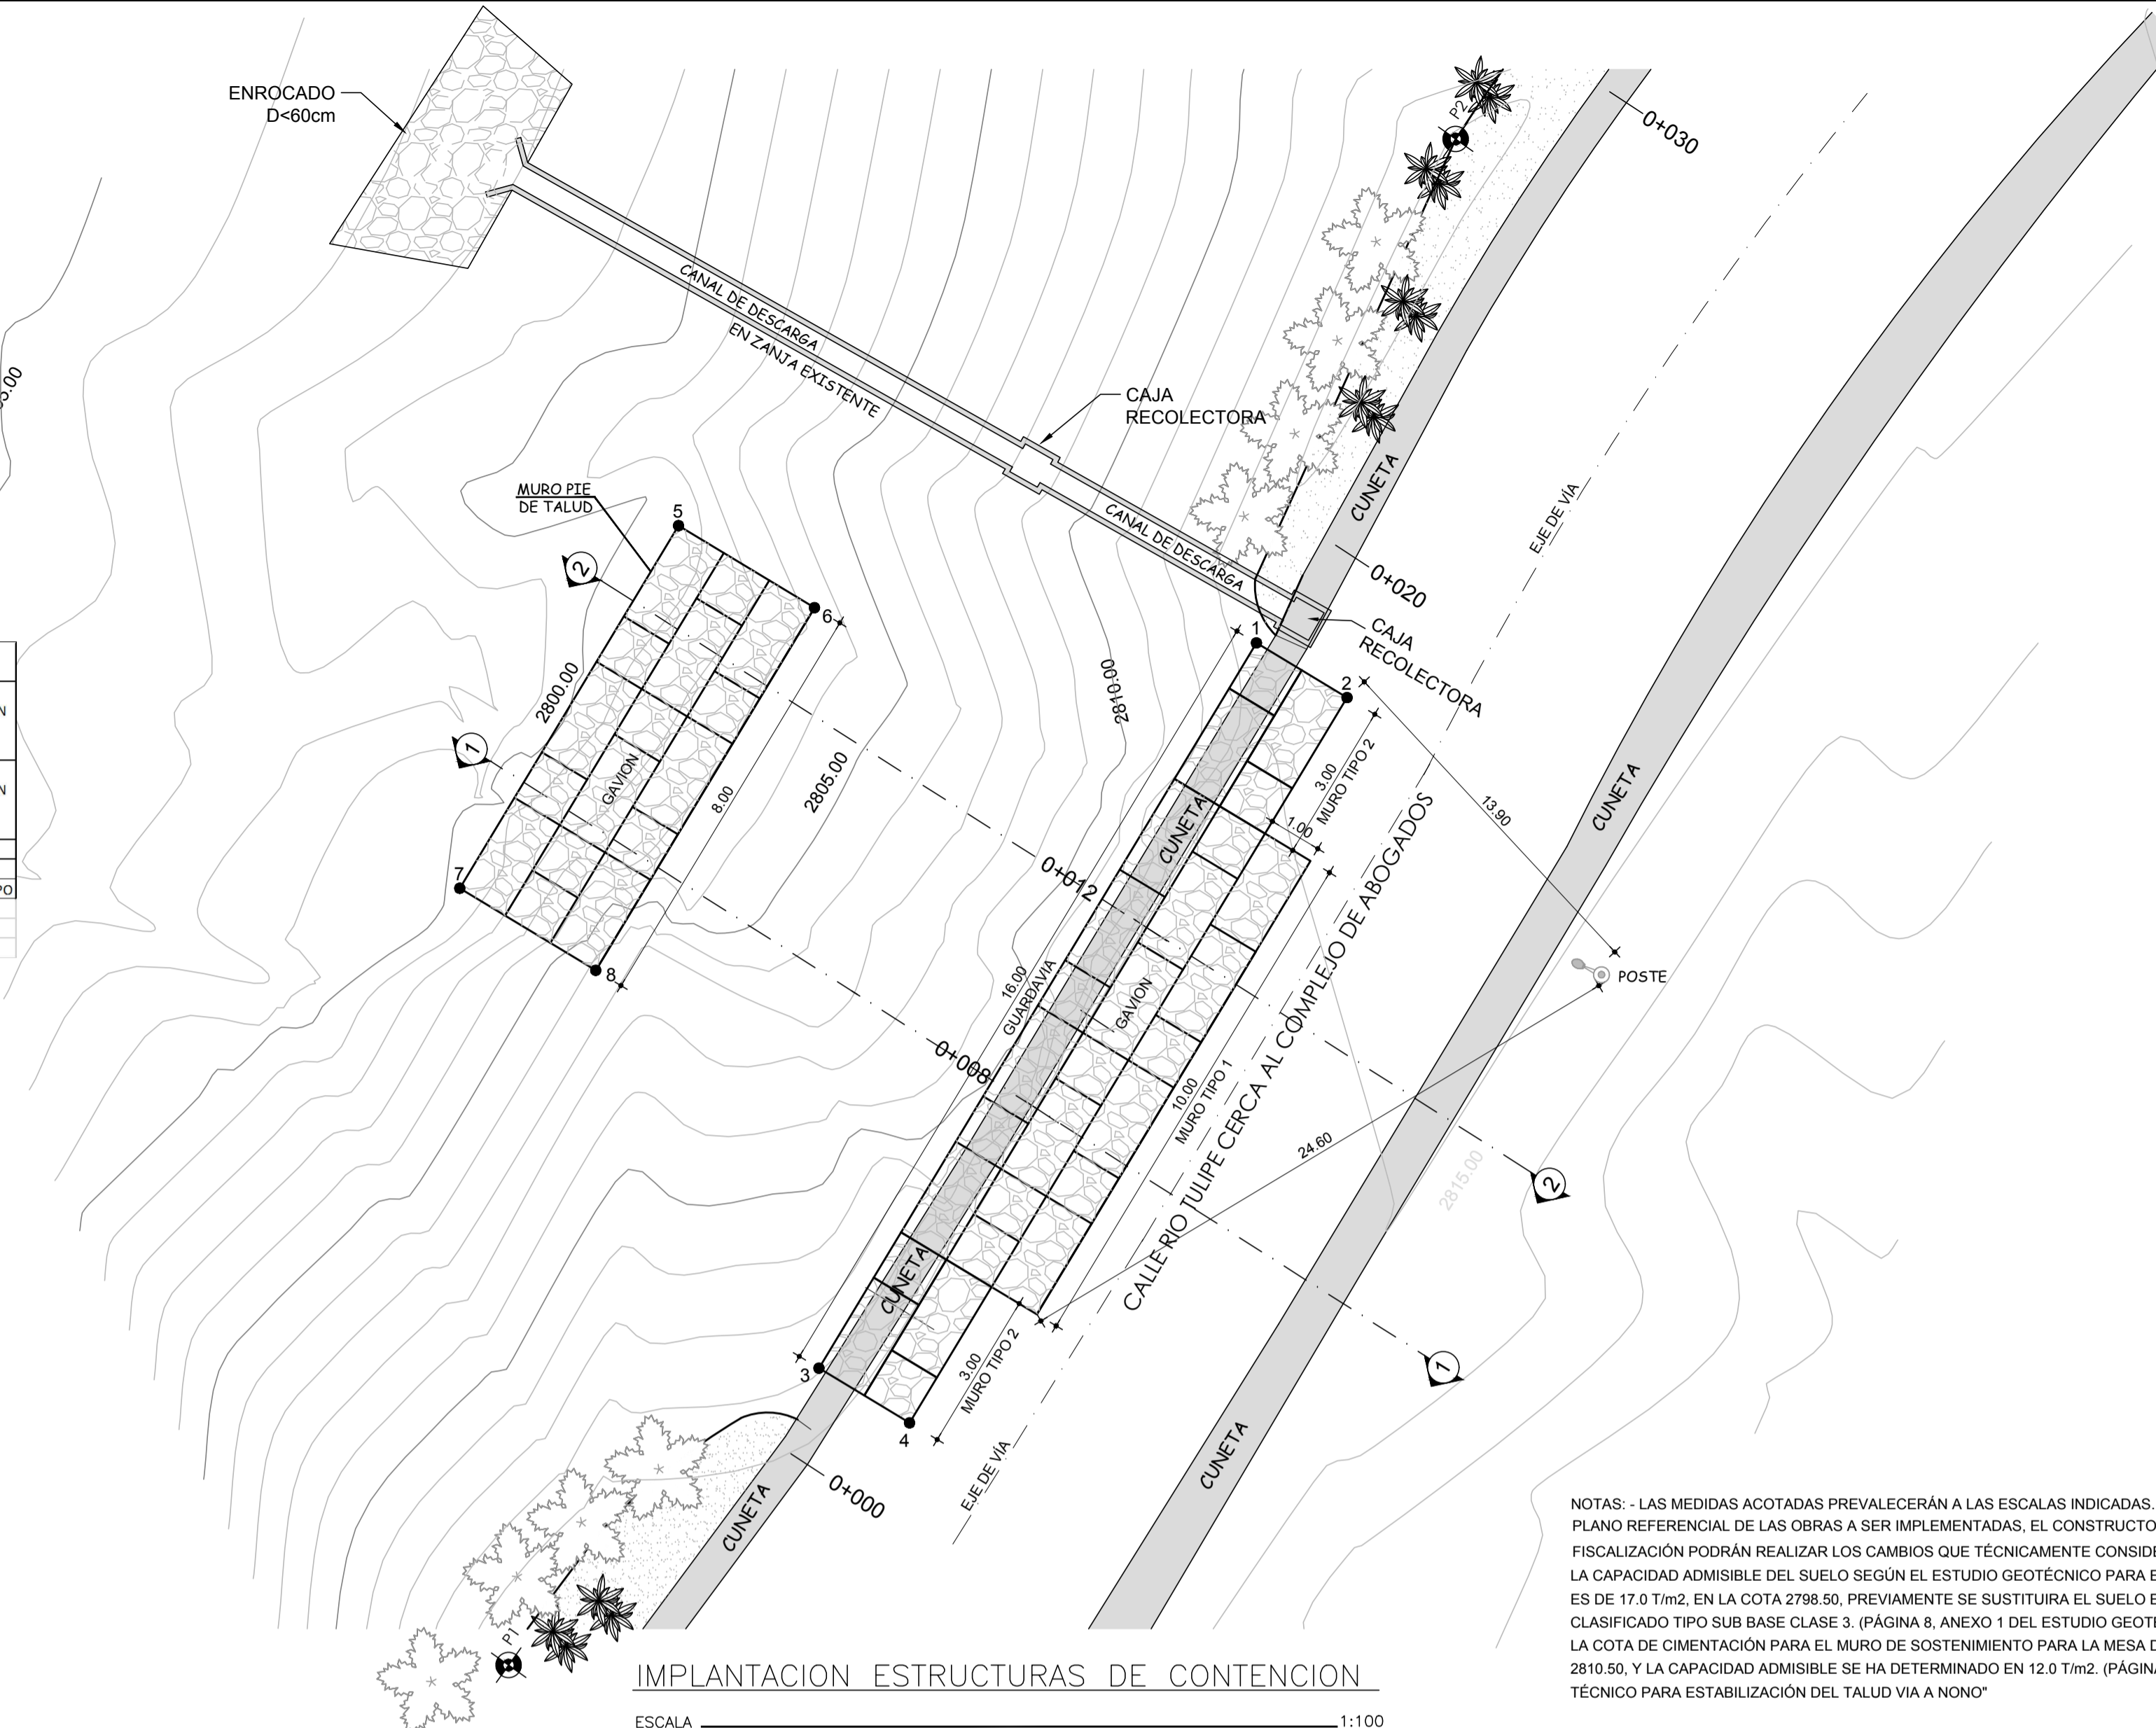 ENROCADO
D<60cm
P2
0+030
CANAL DE DESCARGA
EN ZANJA EXISTENTE
CAJA
RECOLECTORA
CUNETA
EJE DE VÍA
MURO PIE
DE TALUD
5
2
6
CANAL DE DESCARGA
0+020
1
CAJA
RECOLECTORA
2
2800.00
2810.00
1
GAVION
8.00
2805.00
3.00
MURO TIPO 2
1.00
13.90
CUNETA
CUNETA
7
8
0+012
POSTE
16.00
GUARDAVIA
GAVION
0+008
10.00
MURO TIPO 1
CALLE RIO TULIPE CERCA AL COMPLEJO DE ABOGADOS
24.60
2815.00
2
1
CUNETA
3
4
3.00
MURO TIPO 2
EJE DE VÍA
CUNETA
0+000
CUNETA
P1
N
N
PO
NOTAS: - LAS MEDIDAS ACOTADAS PREVALECERÁN A LAS ESCALAS INDICADAS.
PLANO REFERENCIAL DE LAS OBRAS A SER IMPLEMENTADAS, EL CONSTRUCTO
FISCALIZACIÓN PODRÁN REALIZAR LOS CAMBIOS QUE TÉCNICAMENTE CONSIDE
LA CAPACIDAD ADMISIBLE DEL SUELO SEGÚN EL ESTUDIO GEOTÉCNICO PARA E
ES DE 17.0 T/m2, EN LA COTA 2798.50, PREVIAMENTE SE SUSTITUIRA EL SUELO E
CLASIFICADO TIPO SUB BASE CLASE 3. (PÁGINA 8, ANEXO 1 DEL ESTUDIO GEOT
LA COTA DE CIMENTACIÓN PARA EL MURO DE SOSTENIMIENTO PARA LA MESA D
2810.50, Y LA CAPACIDAD ADMISIBLE SE HA DETERMINADO EN 12.0 T/m2. (PÁGIN
TÉCNICO PARA ESTABILIZACIÓN DEL TALUD VIA A NONO"
IMPLANTACION ESTRUCTURAS DE CONTENCION
ESCALA 1:100